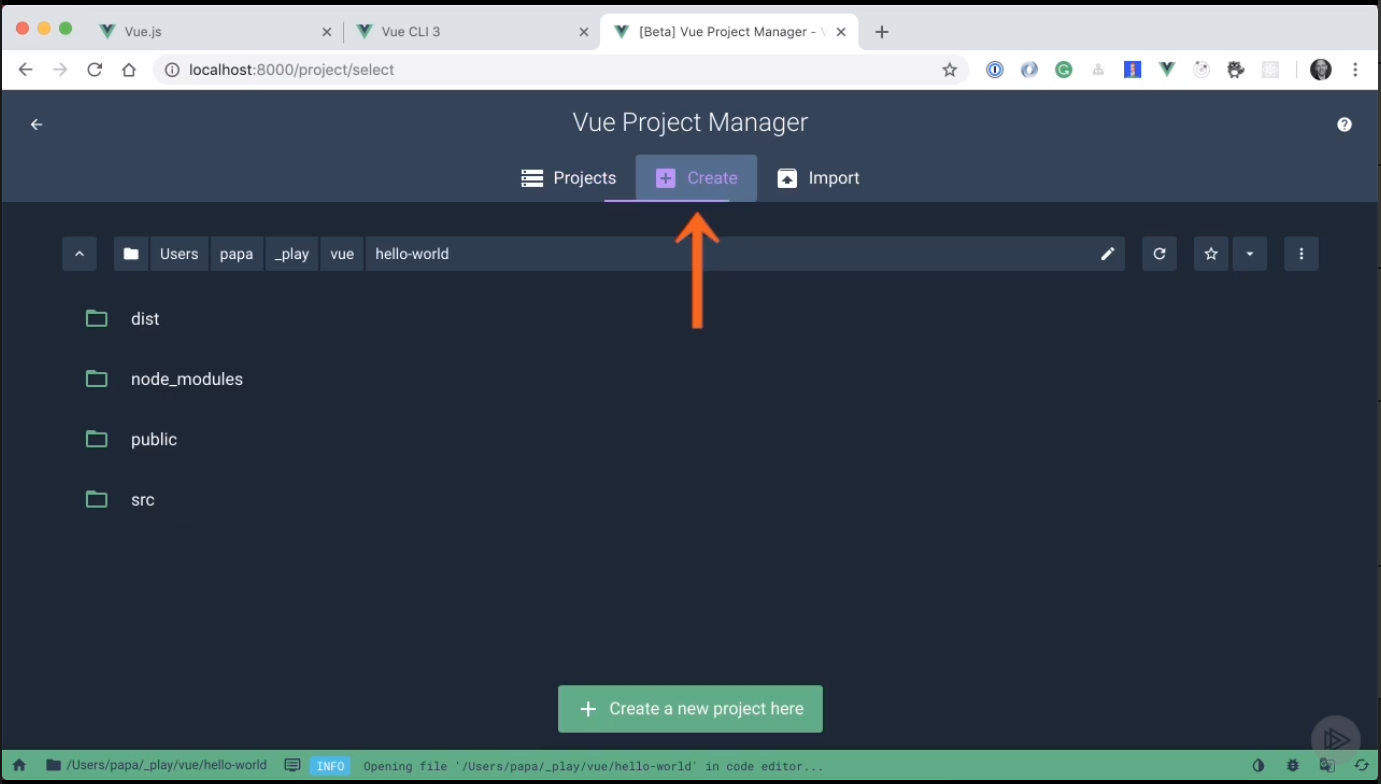 Vue.js
Vue CLI 3
[Beta] Vue Project Manager -
localhost:8000/project/select
Vue Project Manager
Projects
Create
Import
Users papa _play vue hello-world
dist
node_modules
public
src
Create a new project here
/Users/papa/_play/vue/hello-world INFO Opening file '/Users/papa/_play/vue/hello-world' in code editor...